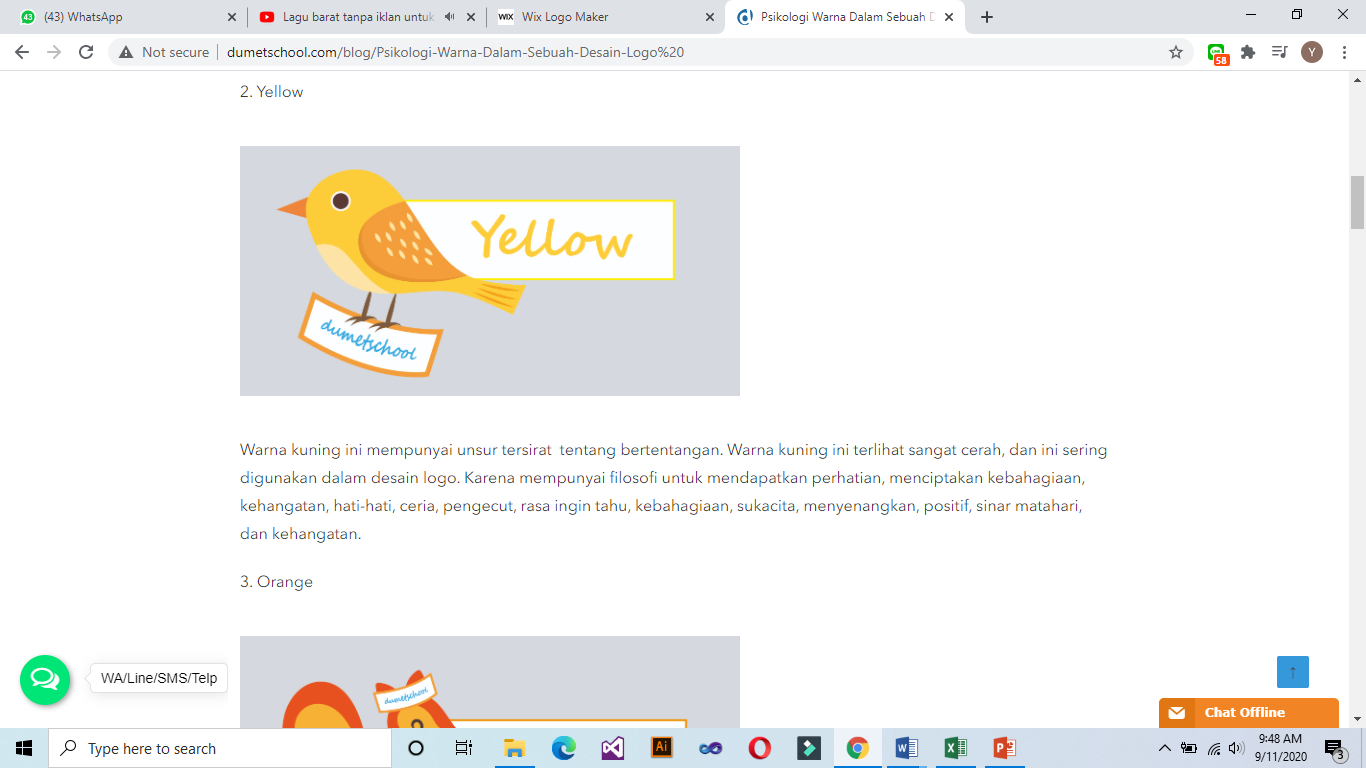 43
(43) WhatsApp
Lagu barat tanpa iklan untuk
WIX
Wix Logo Maker
Psikologi Warna Dalam Sebuah D
Not secure
dumetschool.com/blog/Psikologi-Warna-Dalam-Sebuah-Desain-Logo%20
58
Y
2. Yellow
Yellow
dumetschool
Warna kuning ini mempunyai unsur tersirat  tentang bertentangan. Warna kuning ini terlihat sangat cerah, dan ini sering
digunakan dalam desain logo. Karena mempunyai filosofi untuk mendapatkan perhatian, menciptakan kebahagiaan,
kehangatan, hati-hati, ceria, pengecut, rasa ingin tahu, kebahagiaan, sukacita, menyenangkan, positif, sinar matahari,
dan kehangatan.
3. Orange
dumetschool
WA/Line/SMS/Telp
Chat Offline
Type here to search
Ai
9:48 AM
9/11/2020
3